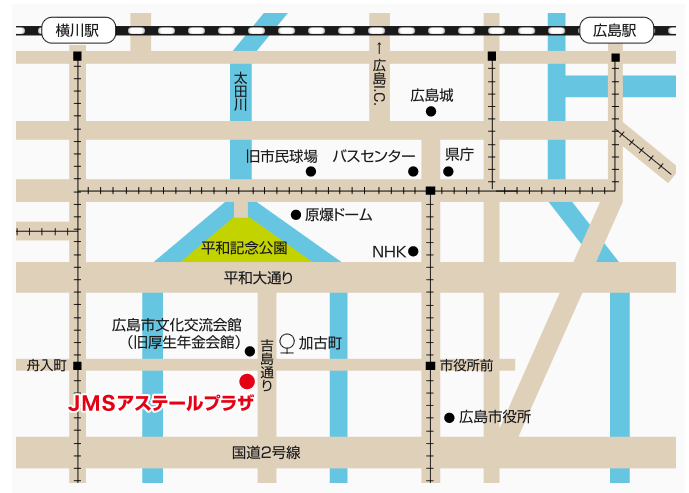 横川駅
広島駅
←広島I.C.
太田川
広島城
旧市民球場
バスセンター
県庁
原爆ドーム
平和記念公園
NHK
平和大通り
広島市文化交流会館
（旧厚生年金会館）
吉島通り
加古町
舟入町
市役所前
JMSアステールプラザ
広島市役所
国道2号線